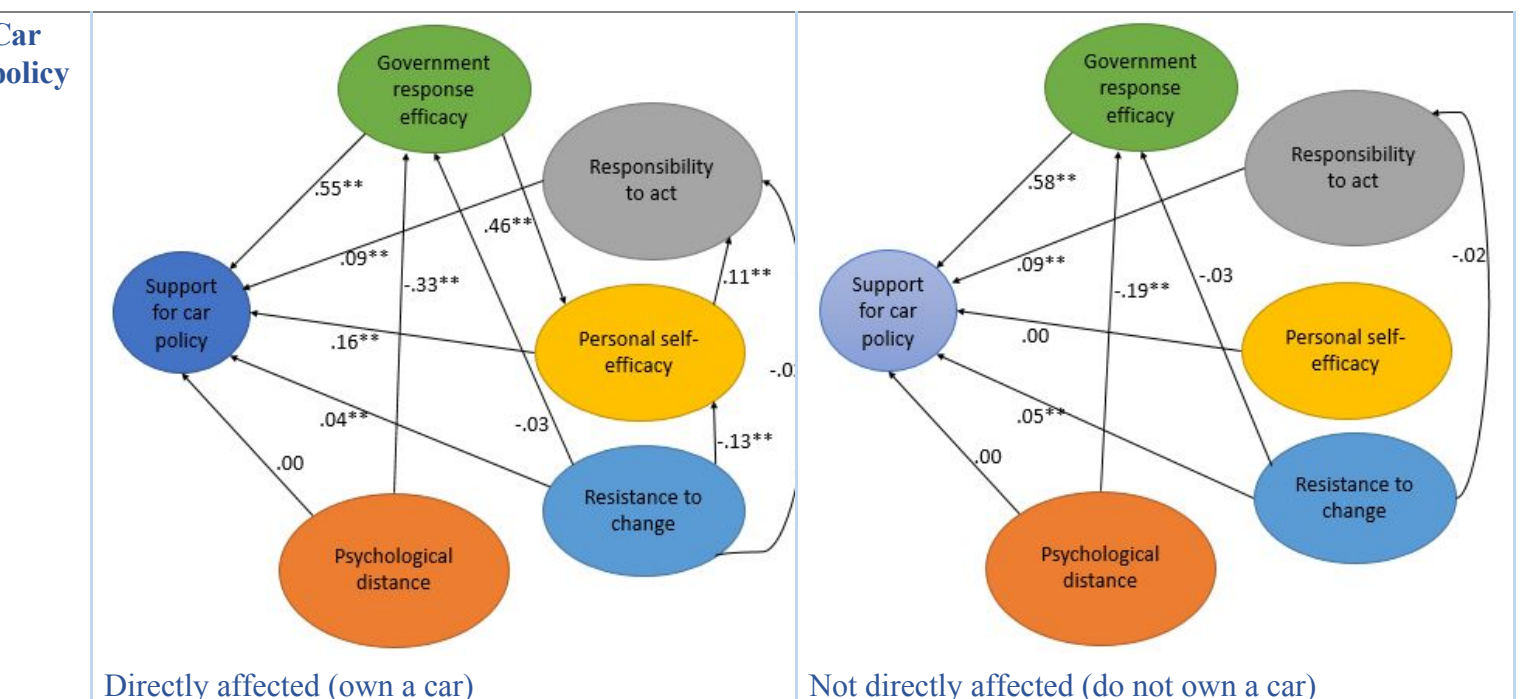 Car
policy
Government
response
efficacy
Responsibility
to act
.55**
.46**
.09**
-.33**
Support
for car
policy
.11**
Personal self-
efficacy
.16**
.04**
-.03
-.13**
.00
Resistance to
change
Psychological
distance
Directly affected (own a car)
Government
response
efficacy
Responsibility
to act
.58**
.09**
-.19**
-.03
-.02
Support
for car
policy
.00
Personal self-
efficacy
.05**
.00
Resistance to
change
Psychological
distance
Not directly affected (do not own a car)